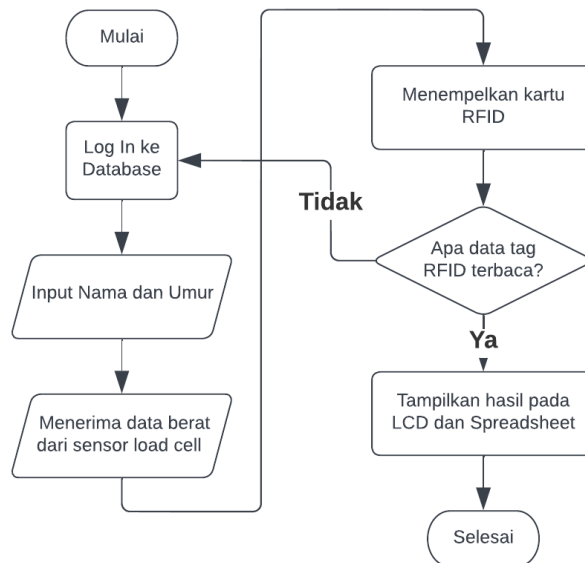 Mulai
Log In ke
Database
Input Nama dan Umur
Menerima data berat
dari sensor load cell
Menempelkan kartu
RFID
Apa data tag
RFID terbaca?
Tidak
Ya
Tampilkan hasil pada
LCD dan Spreadsheet
Selesai